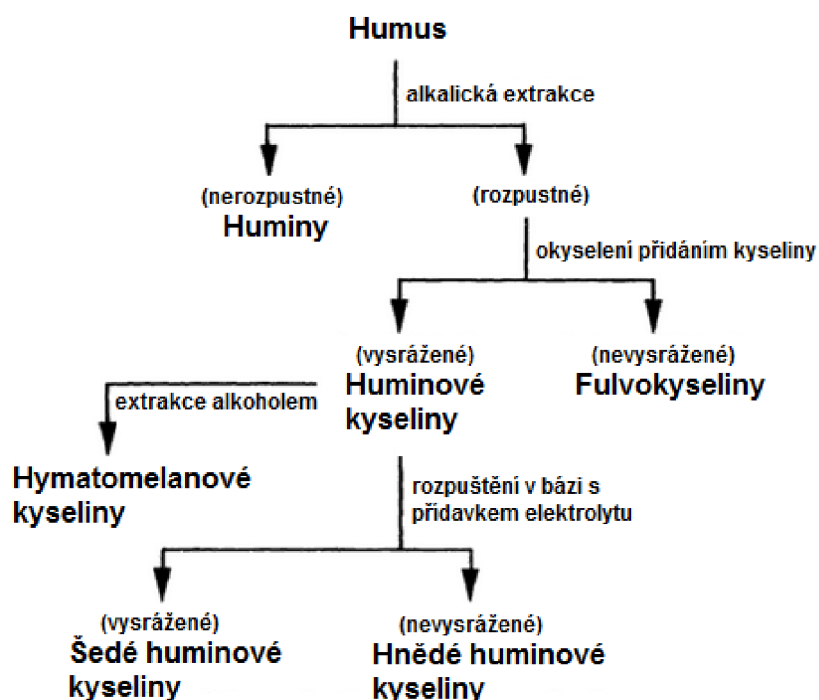 Humus
alkalická extrakce
(nerozpustné)
Huminy
(rozpustné)
okyselení přidáním kyseliny
(vysrážené)
Huminové
kyseliny
(nevysrážené)
Fulvokyseliny
extrakce alkoholem
Hymatomelanové
kyseliny
rozpuštění v bázi s
přídavkem elektrolytu
(vysrážené)
Šedé huminové
kyseliny
(nevysrážené)
Hnědé huminové
kyseliny